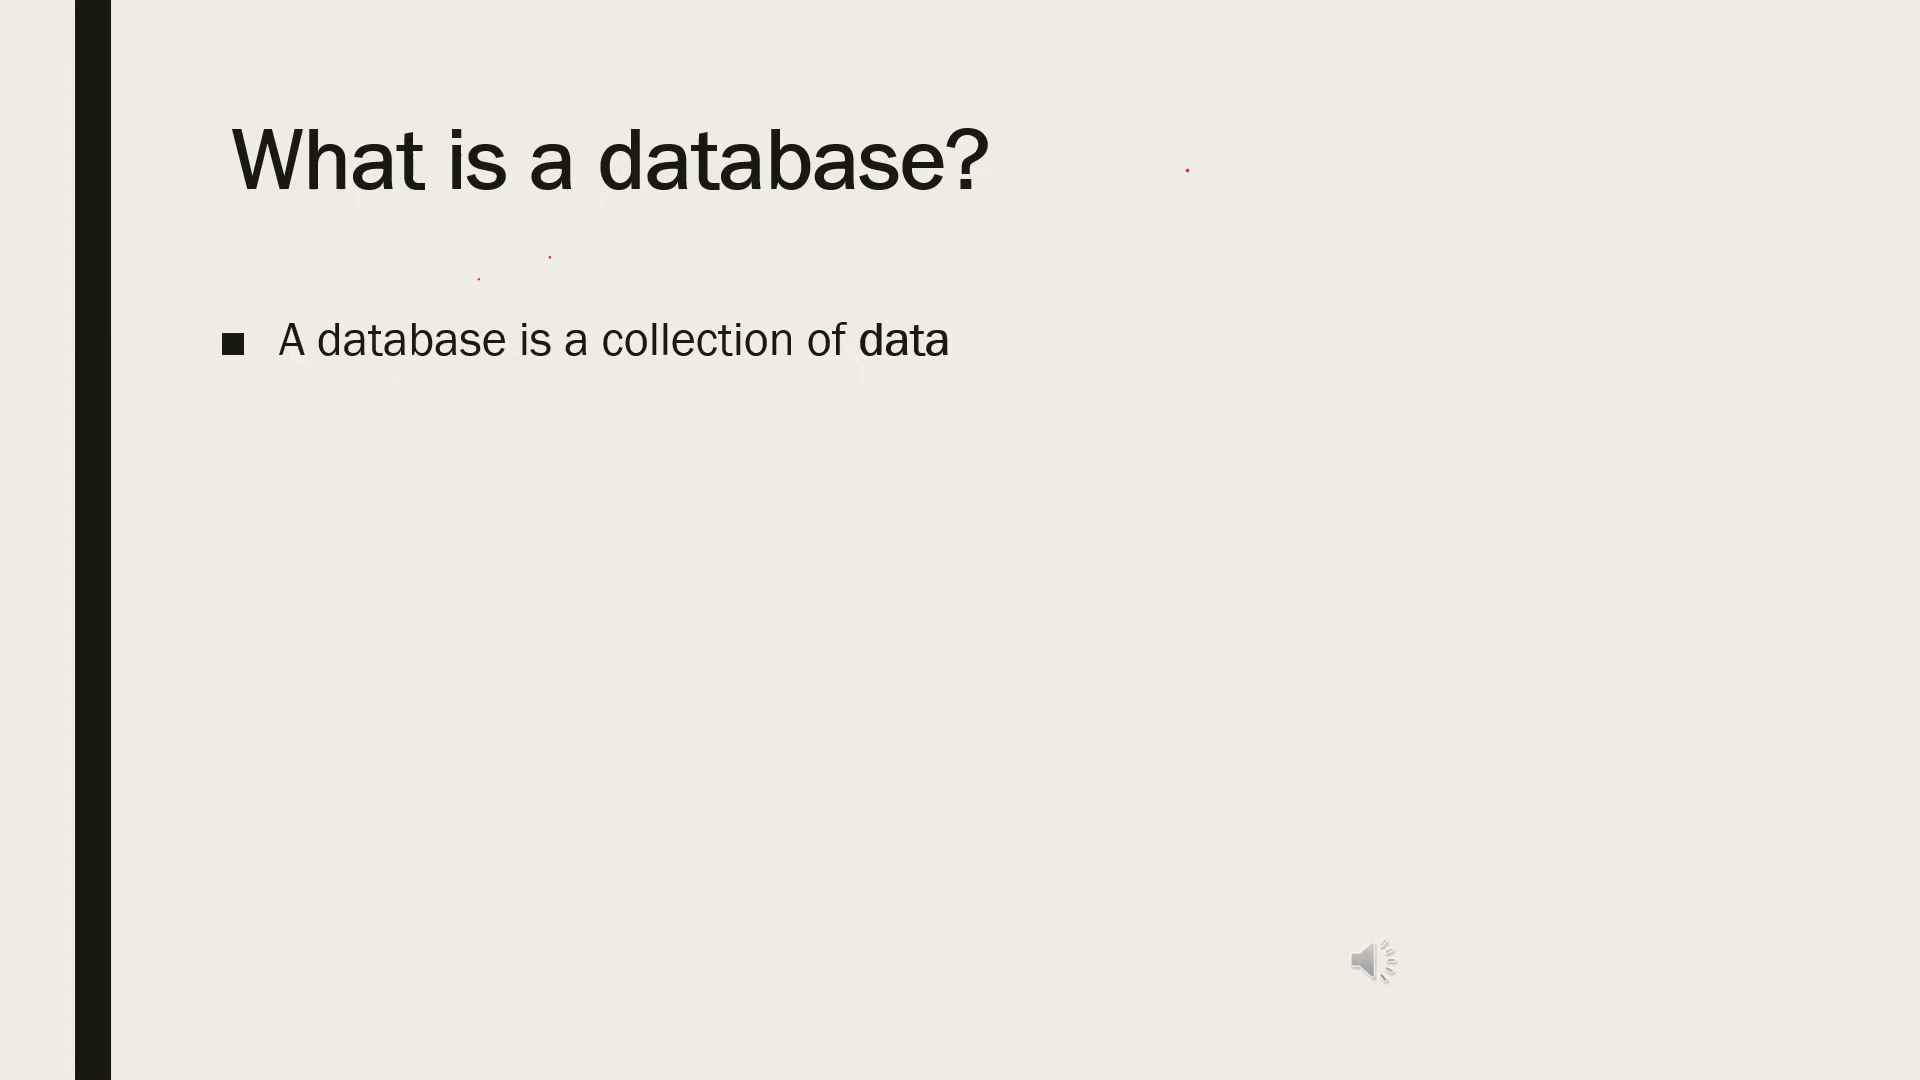 What is a database?
■ A database is a collection of data